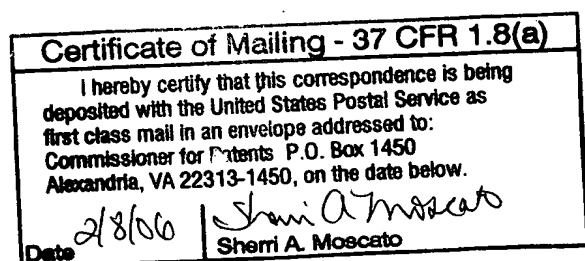 Certificate of Mailing - 37 CFR 1.8(a)
I hereby certify that this correspondence is being
deposited with the United States Postal Service as
first class mail in an envelope addressed to:
Commissioner for Patents P.O. Box 1450
Alexandria, VA 22313-1450, on the date below.
2/8/06 Sherri A Moscato
Date Sherri A. Moscato